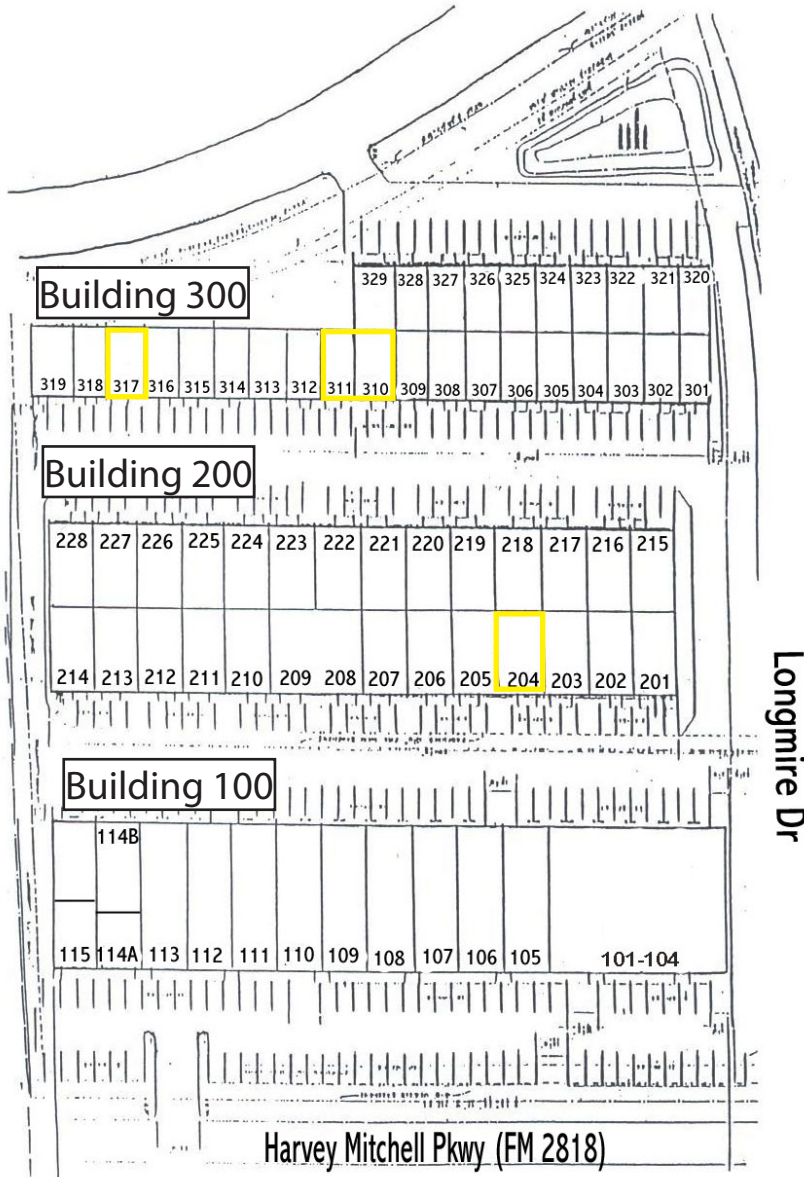 329 328 327 326 325 324 323 322 321 320
Building 300
319 318 317 316 315 314 313 312 311 310 309 308 307 306 305 304 303 302 301
Building 200
228 227 226 225 224 223 222 221 220 219 218 217 216 215
214 213 212 211 210 209 208 207 206 205 204 203 202 201
Longmire Dr
Building 100
114B
115 114A 113 112 111 110 109 108 107 106 105 101-104
Harvey Mitchell Pkwy (FM 2818)